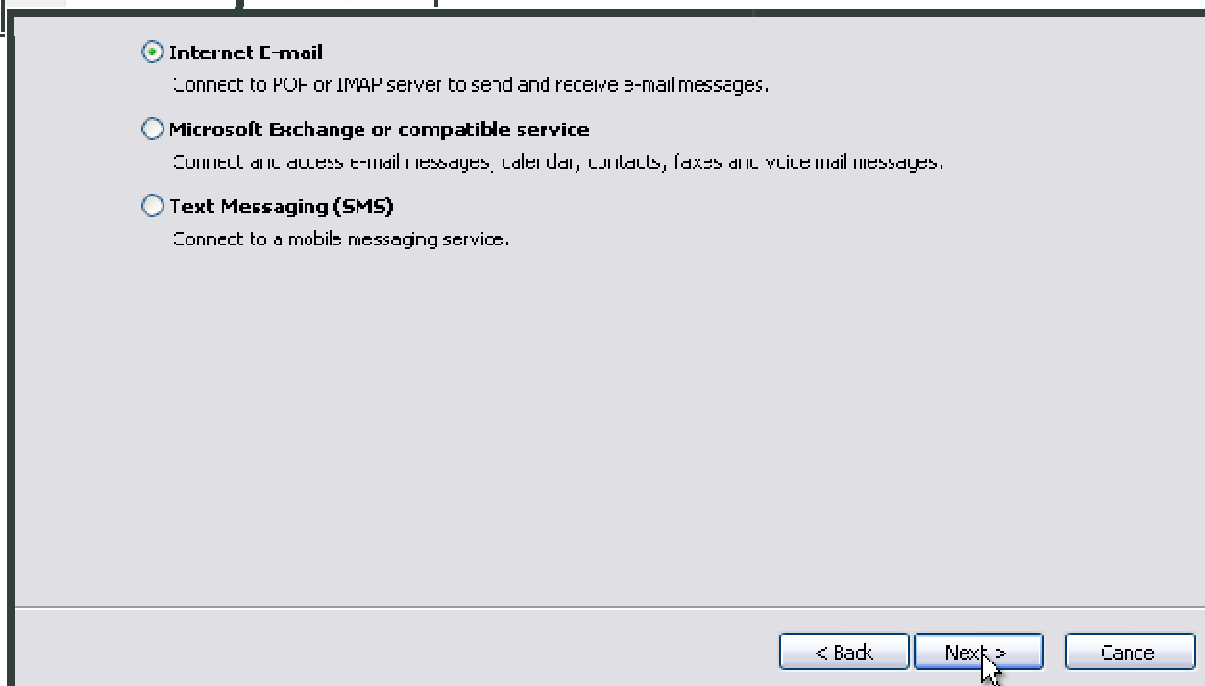 Internet E-mail
Connect to POP or IMAP server to send and receive e-mail messages.
Microsoft Exchange or compatible service
Connect and access e-mail messages, calendar, contacts, faxes and voice mail messages.
Text Messaging (SMS)
Connect to a mobile messaging service.
< Back Next > Cance